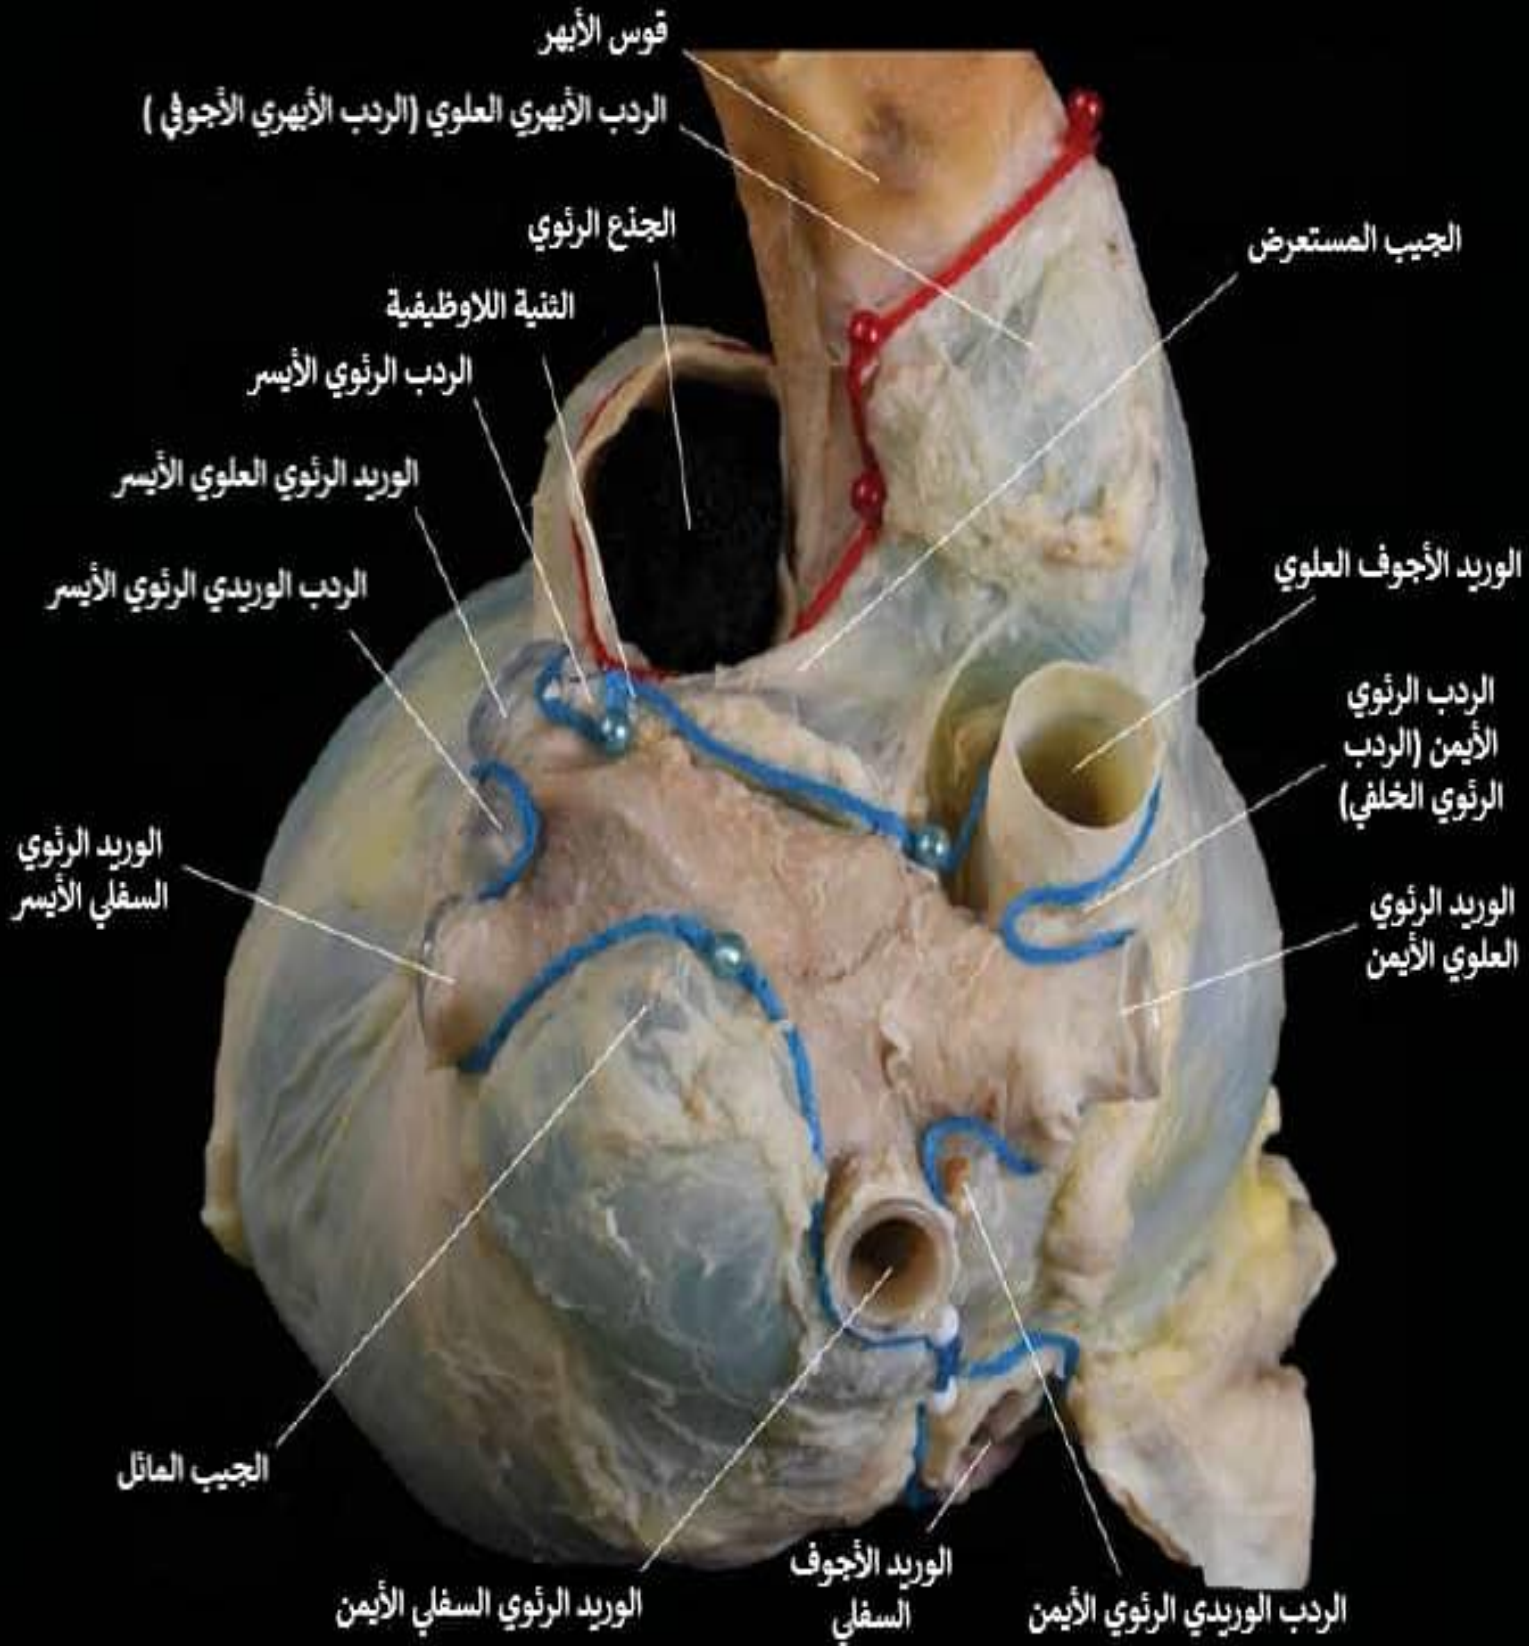 قوس الأبهر
الردب الأبهري العلوي (الردب الأبهري الأجوفي )
الجذع الرئوي
الجيب المستعرض
الثنية اللاوظيفية
الردب الرئوي الأيسر
الوريد الرئوي العلوي الأيسر
الوريد الأجوف العلوي
الردب الوريدي الرئوي الأيسر
الردب الرئوي
الأيمن (الردب
الرئوي الخلفي)
الوريد الرئوي
السفلي الأيسر
الوريد الرئوي
العلوي الأيمن
الجيب المائل
الوريد الأجوف
السفلي
الوريد الرئوي السفلي الأيمن
الردب الوريدي الرئوي الأيمن